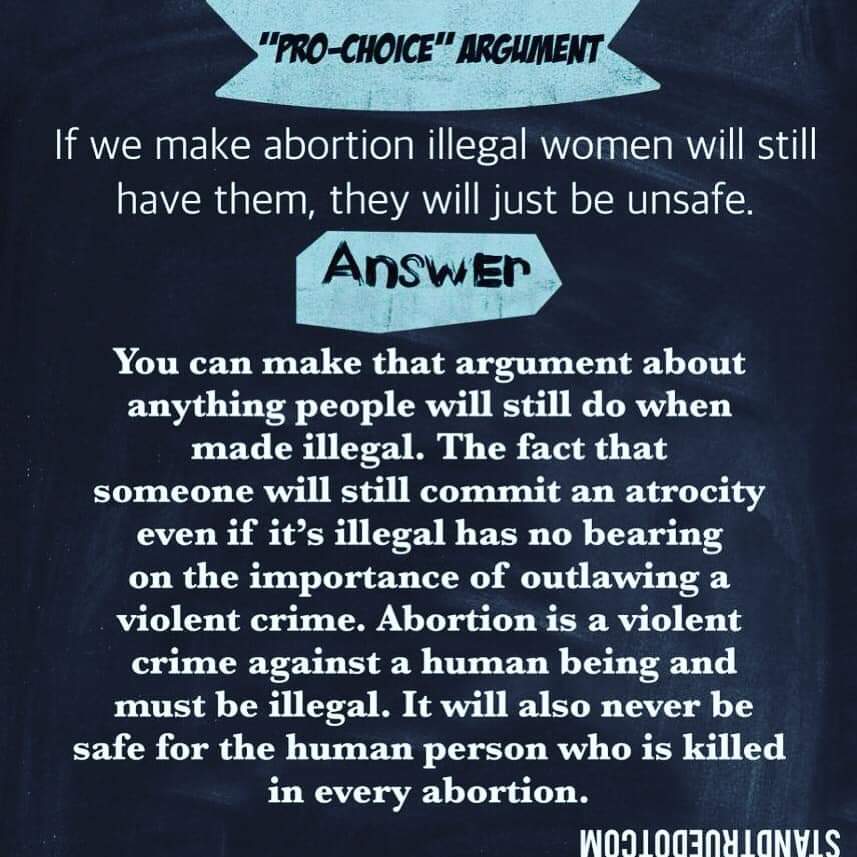 "PRO-CHOICE" ARGUMENT
If we make abortion illegal women will still
have them, they will just be unsafe.
Answer
You can make that argument about
anything people will still do when
made illegal. The fact that
someone will still commit an atrocity
even if it's illegal has no bearing
on the importance of outlawing a
violent crime. Abortion is a violent
crime against a human being and
must be illegal. It will also never be
safe for the human person who is killed
in every abortion.
STANDTRUEDOTCOM